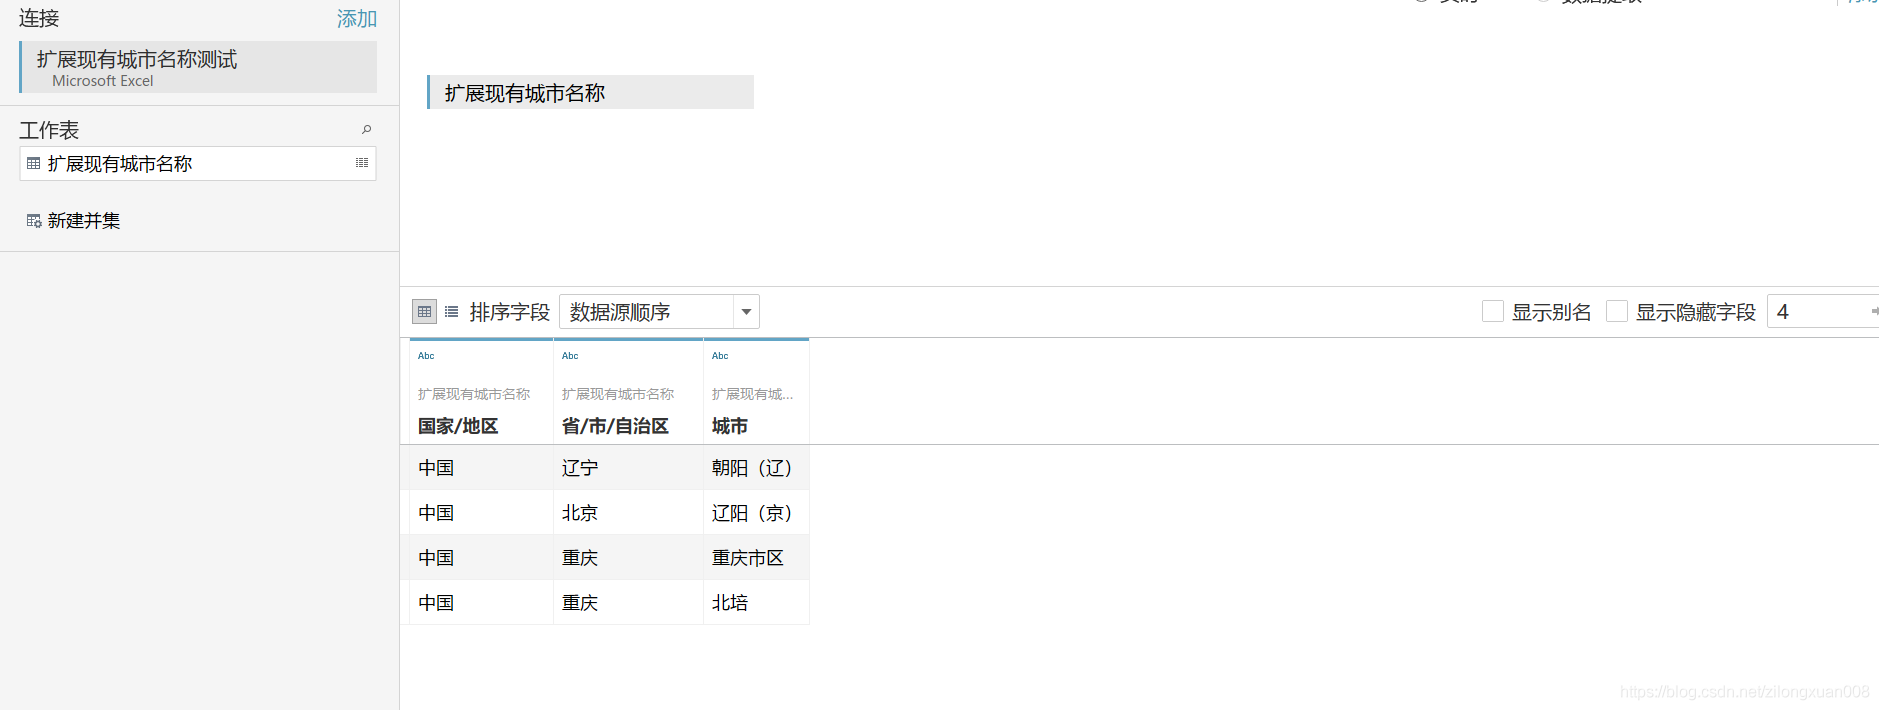 连接
添加
扩展现有城市名称测试
Microsoft Excel
工作表
扩展现有城市名称
新建并集
扩展现有城市名称
排序字段
数据源顺序
显示别名
显示隐藏字段
4
Abc
Abc
Abc
扩展现有城市名称
扩展现有城市名称
扩展现有城...
国家/地区
省/市/自治区
城市
中国
辽宁
朝阳（辽）
中国
北京
辽阳（京）
中国
重庆
重庆市区
中国
重庆
北培
https://blog.csdn.net/zilongxuan008